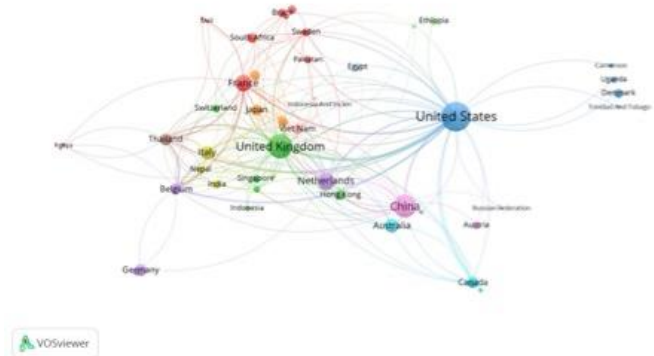 Brazil
Ethiopia
South Africa
Sweden
Pakistan
Egypt
Cameroon
Uganda
Denmark
Trinidad And Tobago
France
Switzerland
Japan
United States
Viet Nam
Thailand
United Kingdom
Italy
Nepal
Singapore
Netherlands
India
Belgium
Hong Kong
Indonesia
China
Russian Federation
Australia
Austria
Germany
Canada
VOSviewer